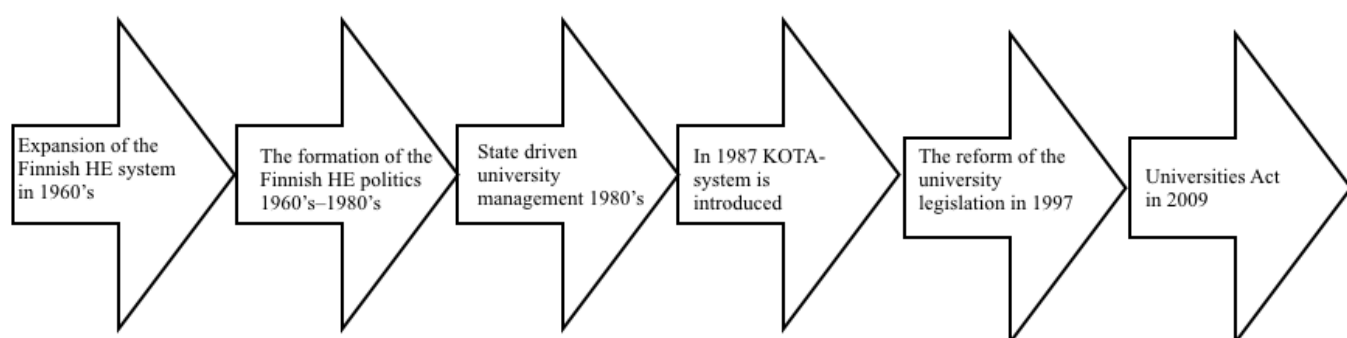 Expansion of the
Finnish HE system
in 1960’s
The formation of the
Finnish HE politics
1960’s–1980’s
State driven
university
management 1980’s
In 1987 KOTA-
system is
introduced
The reform of the
university
legislation in 1997
Universities Act
in 2009